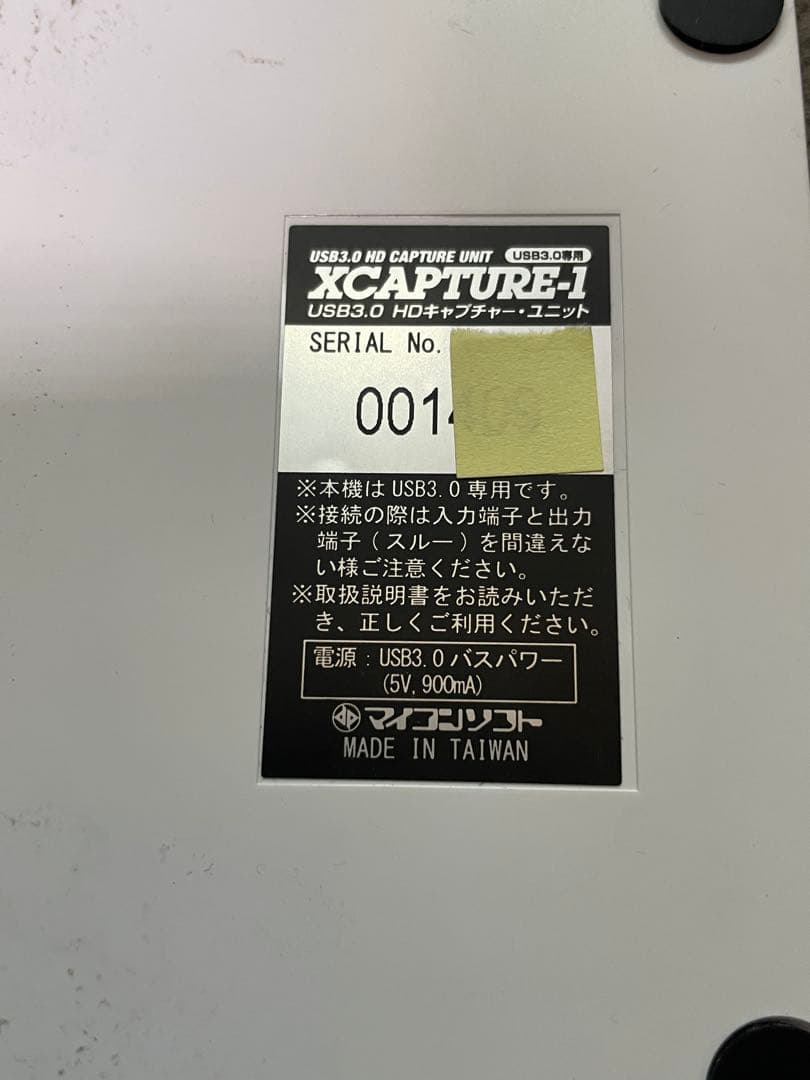 USB3.0 HD CAPTURE UNIT USB3.0専用
XCAPTURE-1
USB3.0 HDキャプチャー・ユニット
SERIAL No.
0014
※本機はUSB3.0専用です。
※接続の際は入力端子と出力
端子(スルー)を間違えな
い様ご注意ください。
※取扱説明書をお読みいただ
き、正しくご利用ください。
電源:USB3.0バスパワー
(5V,900mA)
マイコンソフト
MADE IN TAIWAN